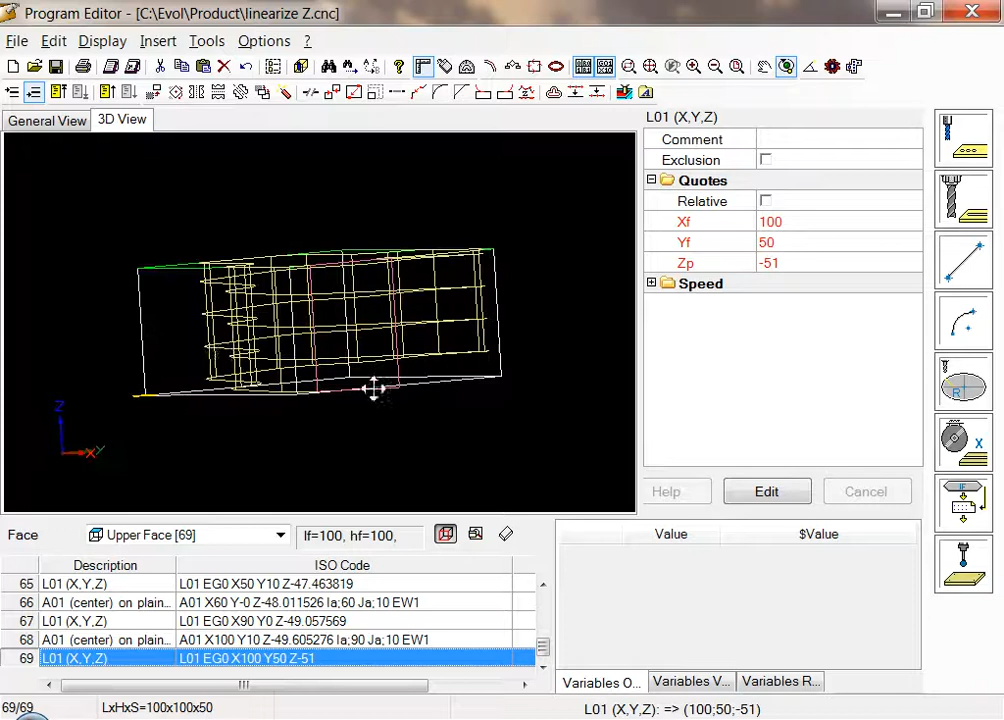 Program Editor - [C:\Evol\Product\linearize Z.cnc]
File Edit Display Insert Tools Options ?
General View 3D View
L01 (X,Y,Z)
Comment
Exclusion
Quotes
Relative
Xf 100
Yf 50
Zp -51
Speed
Z
X Y
R
X
IF
Help Edit Cancel
Face Upper Face [69] lf=100, hf=100,
Value $Value
Description ISO Code
65 L01 (X,Y,Z) L01 EG0 X50 Y10 Z-47.463819
66 A01 (center) on plain... A01 X60 Y-0 Z-48.011526 Ia;60 Ja;10 EW1
67 L01 (X,Y,Z) L01 EG0 X90 Y0 Z-49.057569
68 A01 (center) on plain... A01 X100 Y10 Z-49.605276 Ia;90 Ja;10 EW1
69 L01 (X,Y,Z) L01 EG0 X100 Y50 Z-51
Variables O... Variables V... Variables R...
69/69 LxHxS=100x100x50 L01 (X,Y,Z): => (100;50;-51)